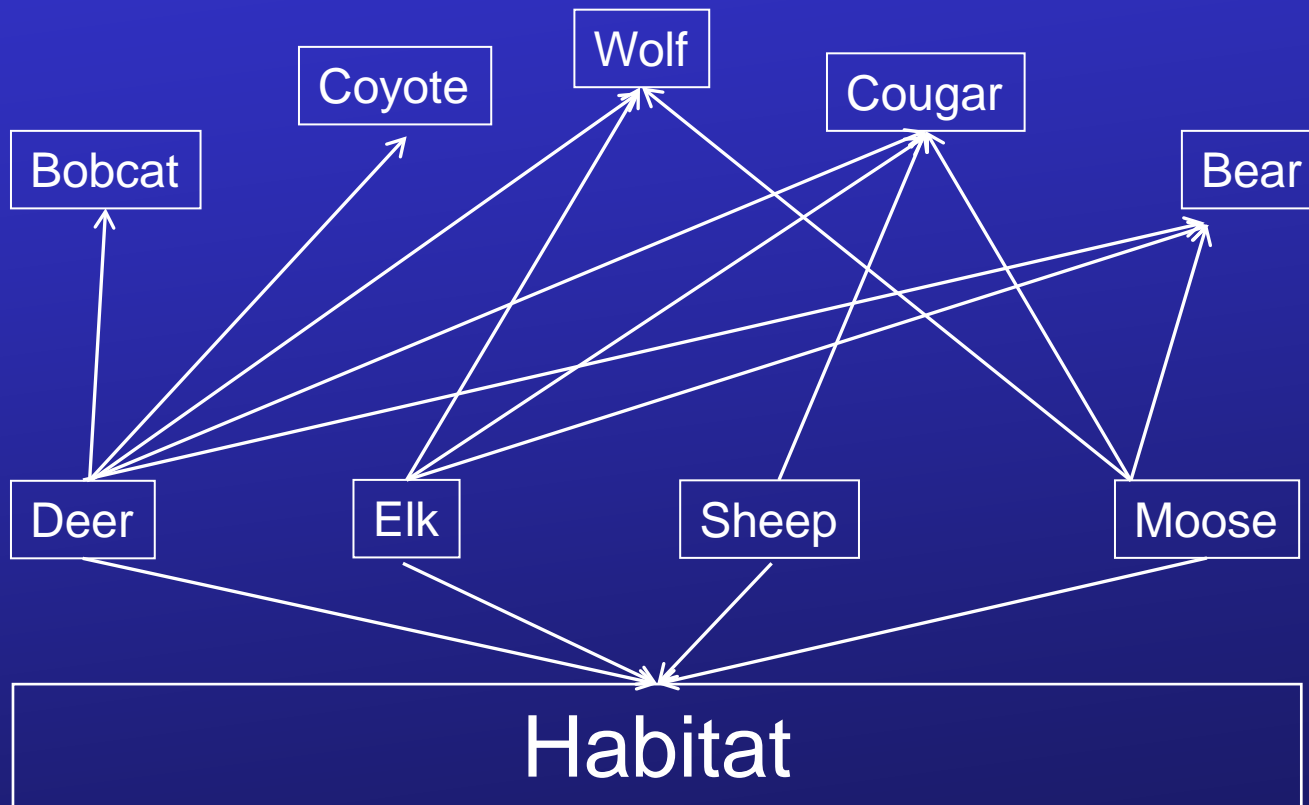 Wolf
Coyote
Cougar
Bobcat
Bear
Deer
Elk
Sheep
Moose
Habitat